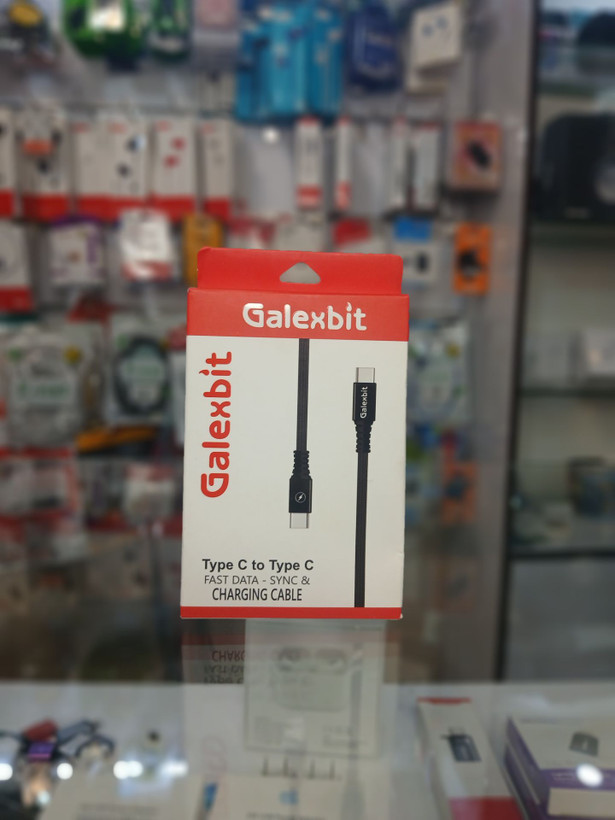 Galexbit
Galexbit
Galexbit
Type C to Type C
FAST DATA - SYNC &
CHARGING CABLE